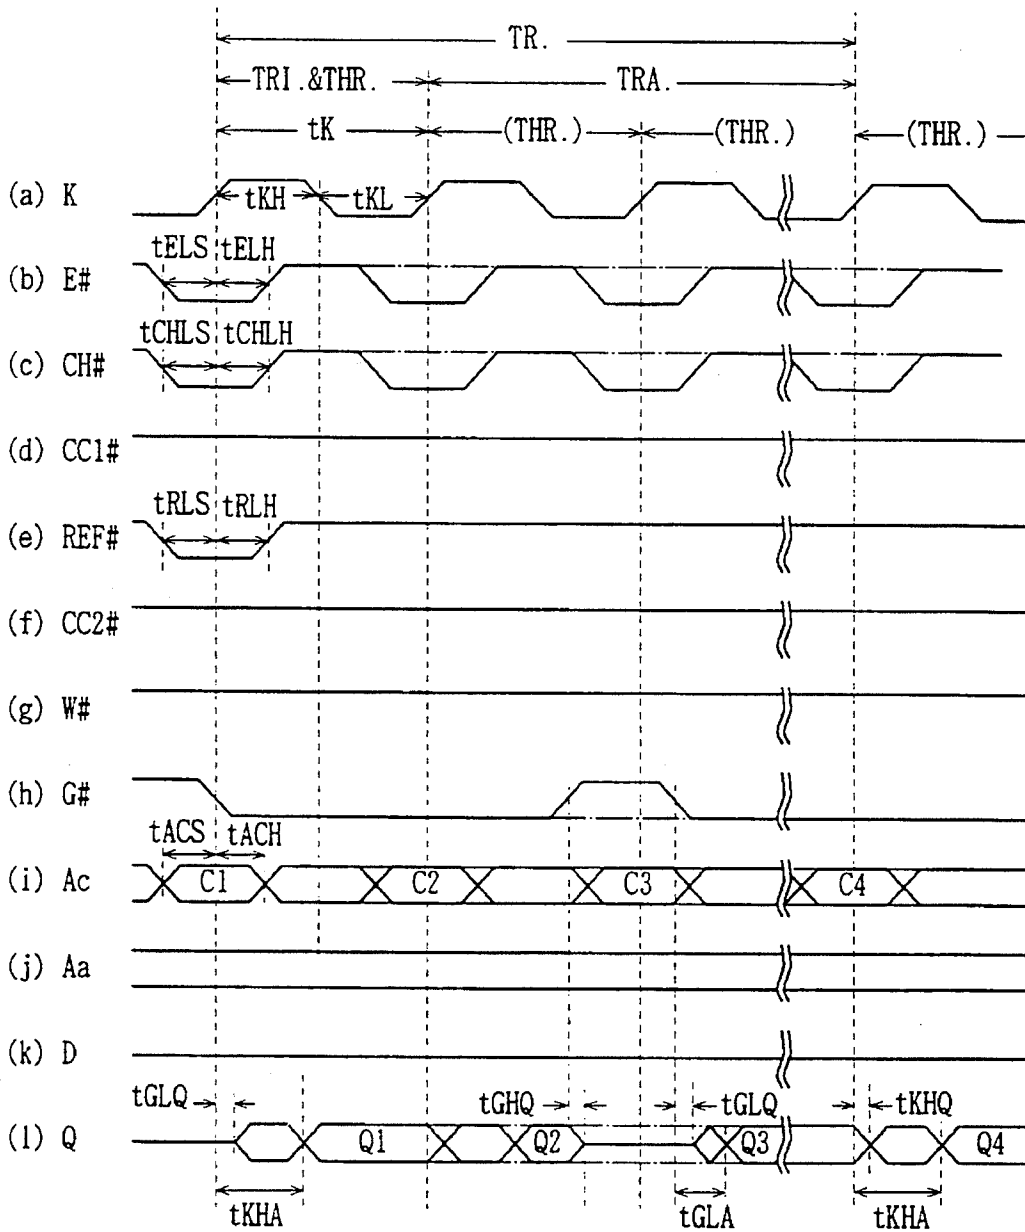 TR.
TRI.&THR. TRA.
tK (THR.) (THR.) (THR.)
(a) K tKH tKL
tELS tELH
(b) E#
tCHLS tCHLH
(c) CH#
(d) CC1#
tRLS tRLH
(e) REF#
(f) CC2#
(g) W#
(h) G#
tACS tACH
(i) Ac C1 C2 C3 C4
(j) Aa
(k) D
tGLQ tGHQ tGLQ tKHQ
(l) Q Q1 Q2 Q3 Q4
tKHA tGLA tKHA